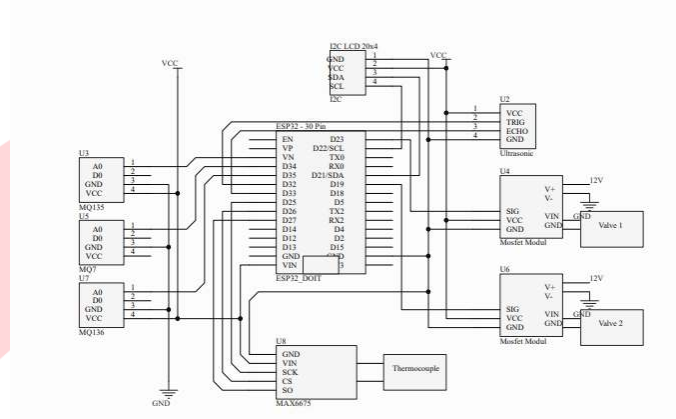 I2C LCD 20x4
GND 1
VCC 2
SDA 3
SCL 4
I2C
VCC
VCC
U2
1 VCC
2 TRIG
3 ECHO
4 GND
Ultrasonic
ESP32 - 30 Pin
EN D23
VP D22/SCL
VN TX0
D34 RX0
D35 D21/SDA
D32 D19
D33 D18
D25 D5
D26 TX2
D27 RX2
D14 D4
D12 D2
D13 D15
GND GND
VIN 3
ESP32_DOIT
U3
A0 1
D0 2
GND 3
VCC 4
MQ135
U5
A0 1
D0 2
GND 3
VCC 4
MQ7
U7
A0 1
D0 2
GND 3
VCC 4
MQ136
GND
U4
V+ 12V
V-
SIG
VCC VIN GND
GND GND
Mosfet Modul
Valve 1
U6
V+ 12V
V-
SIG
VCC VIN GND
GND GND
Mosfet Modul
Valve 2
U8
GND
VIN
SCK
CS
SO
MAX6675
Thermocouple